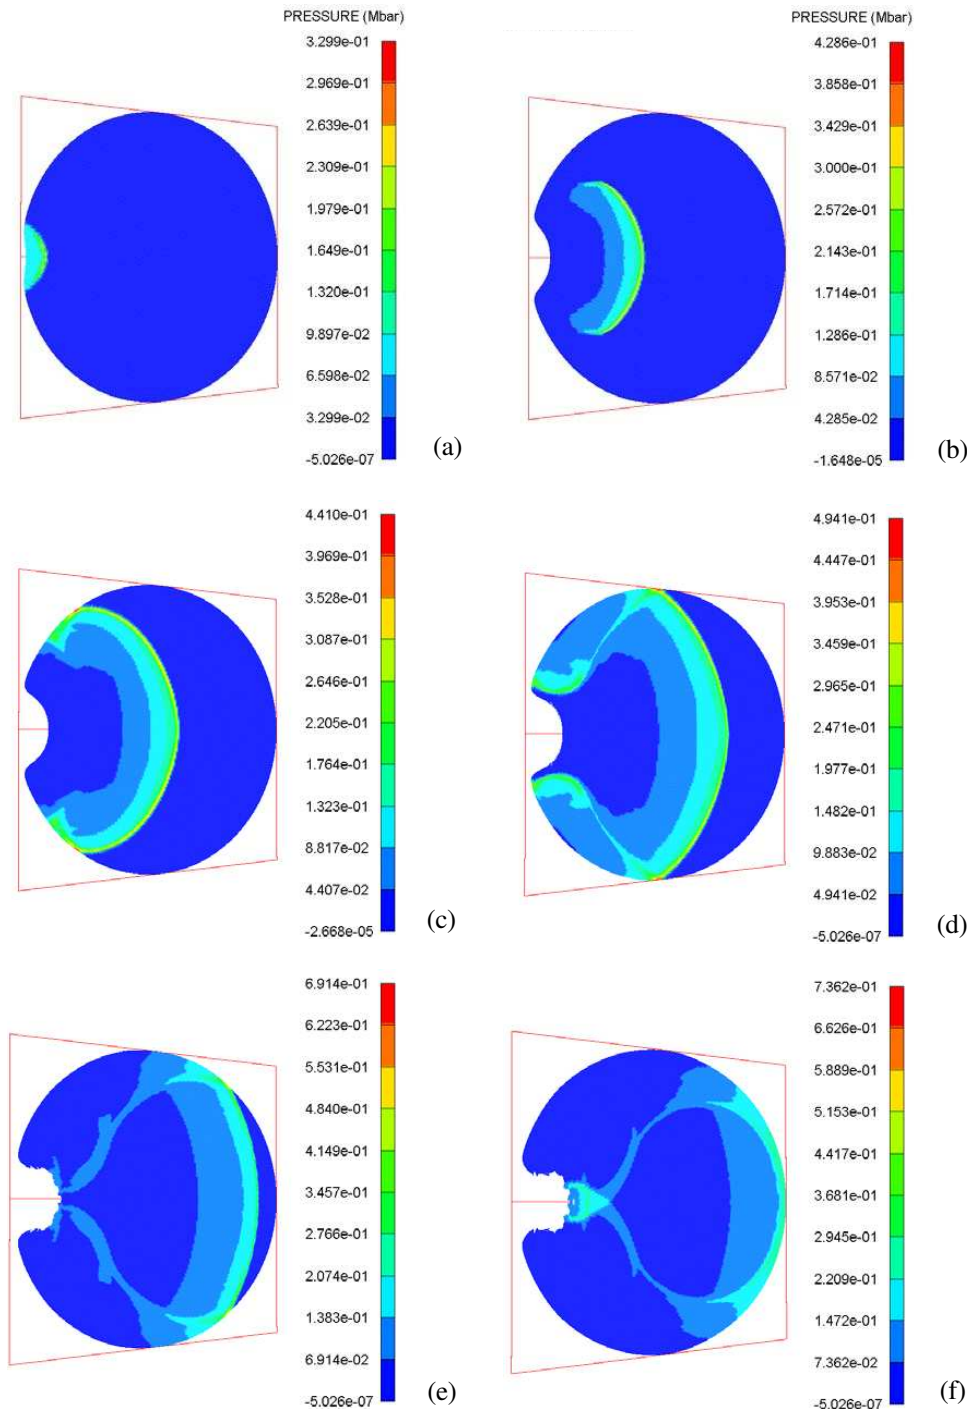 PRESSURE (Mbar)
3.299e-01
2.969e-01
2.639e-01
2.309e-01
1.979e-01
1.649e-01
1.320e-01
9.897e-02
6.598e-02
3.299e-02
-5.026e-07
(a)
PRESSURE (Mbar)
4.286e-01
3.858e-01
3.429e-01
3.000e-01
2.572e-01
2.143e-01
1.714e-01
1.286e-01
8.571e-02
4.285e-02
-1.648e-05
(b)
4.410e-01
3.969e-01
3.528e-01
3.087e-01
2.646e-01
2.205e-01
1.764e-01
1.323e-01
8.817e-02
4.407e-02
-2.668e-05
(c)
4.941e-01
4.447e-01
3.953e-01
3.459e-01
2.965e-01
2.471e-01
1.977e-01
1.482e-01
9.883e-02
4.941e-02
-5.026e-07
(d)
6.914e-01
6.223e-01
5.531e-01
4.840e-01
4.149e-01
3.457e-01
2.766e-01
2.074e-01
1.383e-01
6.914e-02
-5.026e-07
(e)
7.362e-01
6.626e-01
5.889e-01
5.153e-01
4.417e-01
3.681e-01
2.945e-01
2.209e-01
1.472e-01
7.362e-02
-5.026e-07
(f)